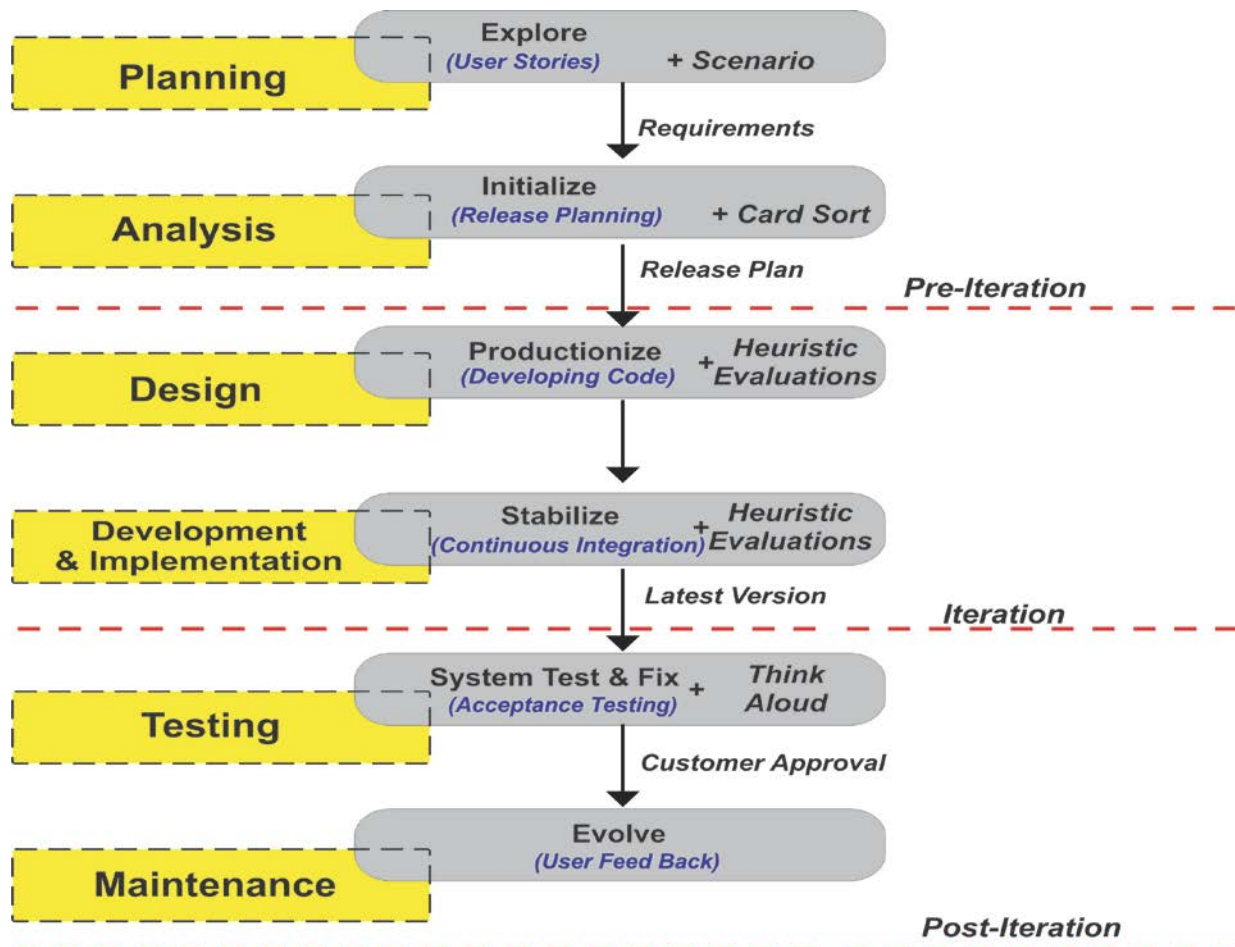 Explore
(User Stories) + Scenario
Planning
Requirements
Initialize
(Release Planning) + Card Sort
Analysis
Release Plan
Pre-Iteration
Productionize + Heuristic
(Developing Code) Evaluations
Design
Stabilize + Heuristic
(Continuous Integration) Evaluations
Development
& Implementation
Latest Version
Iteration
System Test & Fix + Think
(Acceptance Testing) Aloud
Testing
Customer Approval
Evolve
(User Feed Back)
Maintenance
Post-Iteration